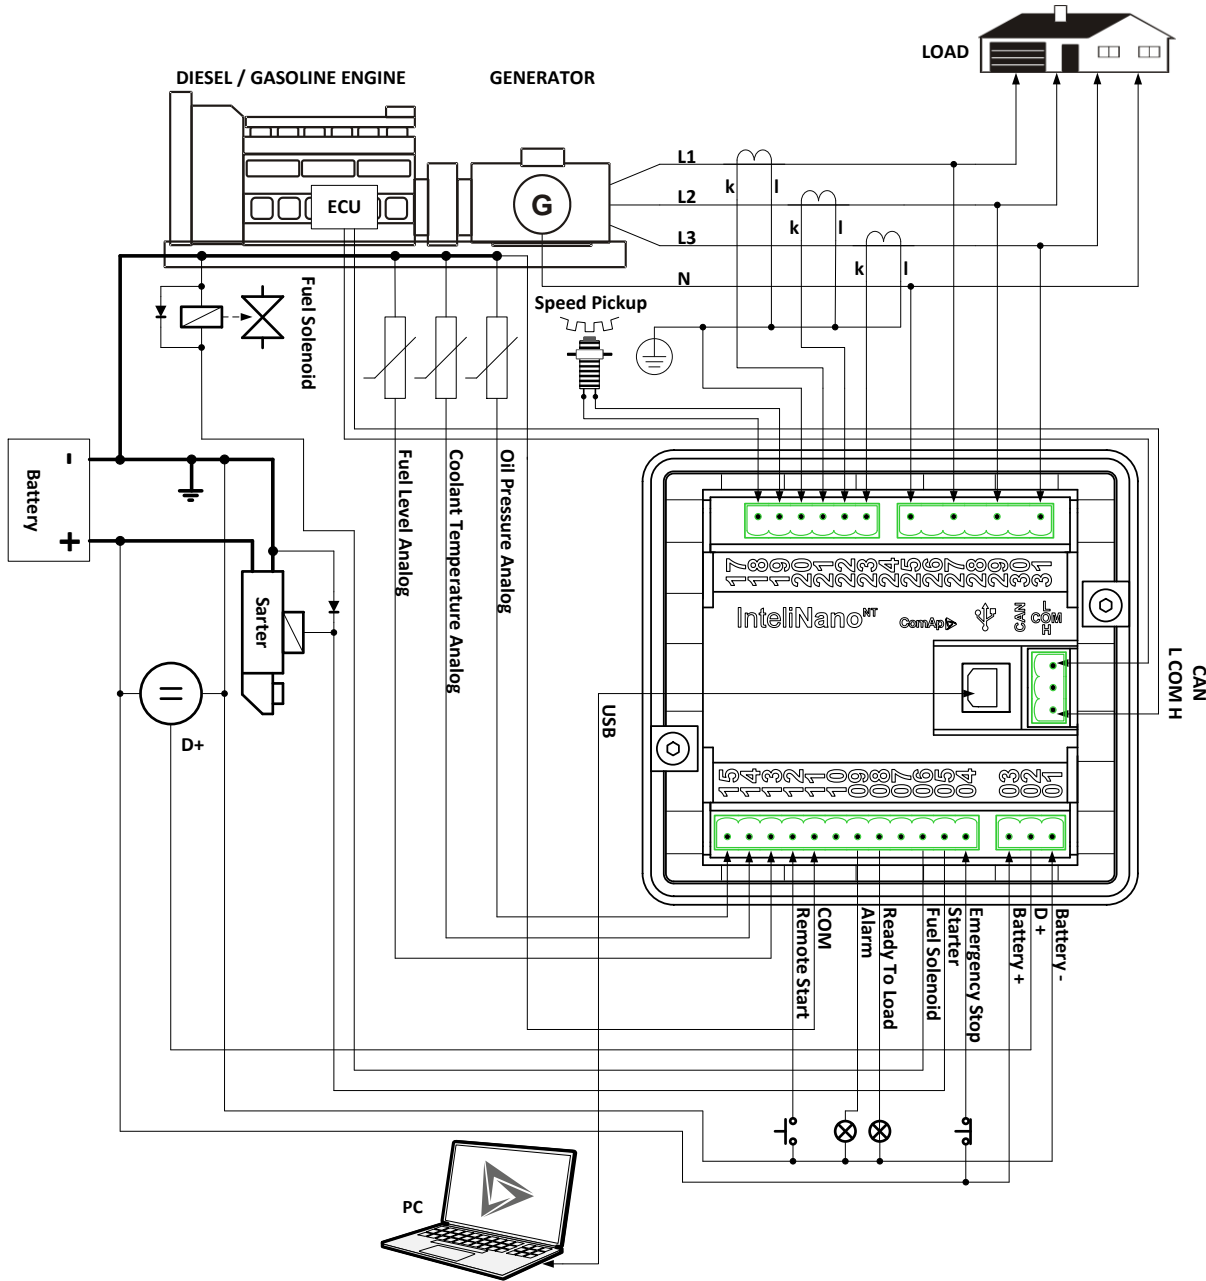 LOAD
DIESEL / GASOLINE ENGINE
GENERATOR
L1
k
l
L2
ECU
G
k
l
L3
k
l
N
Speed Pickup
Fuel Solenoid
-
+
Battery
Sarter
Fuel Level Analog
Coolant Temperature Analog
Oil Pressure Analog
17
18
19
20
21
22
23
24
25
26
27
28
29
30
31
InteliNano NT
ComAp
CAN
L
COM
H
CAN
L COM H
USB
D+
15
14
13
12
11
10
09
08
07
06
05
04
03
02
01
Remote Start
COM
Alarm
Ready To Load
Fuel Solenoid
Starter
Emergency Stop
Battery +
D +
Battery -
PC